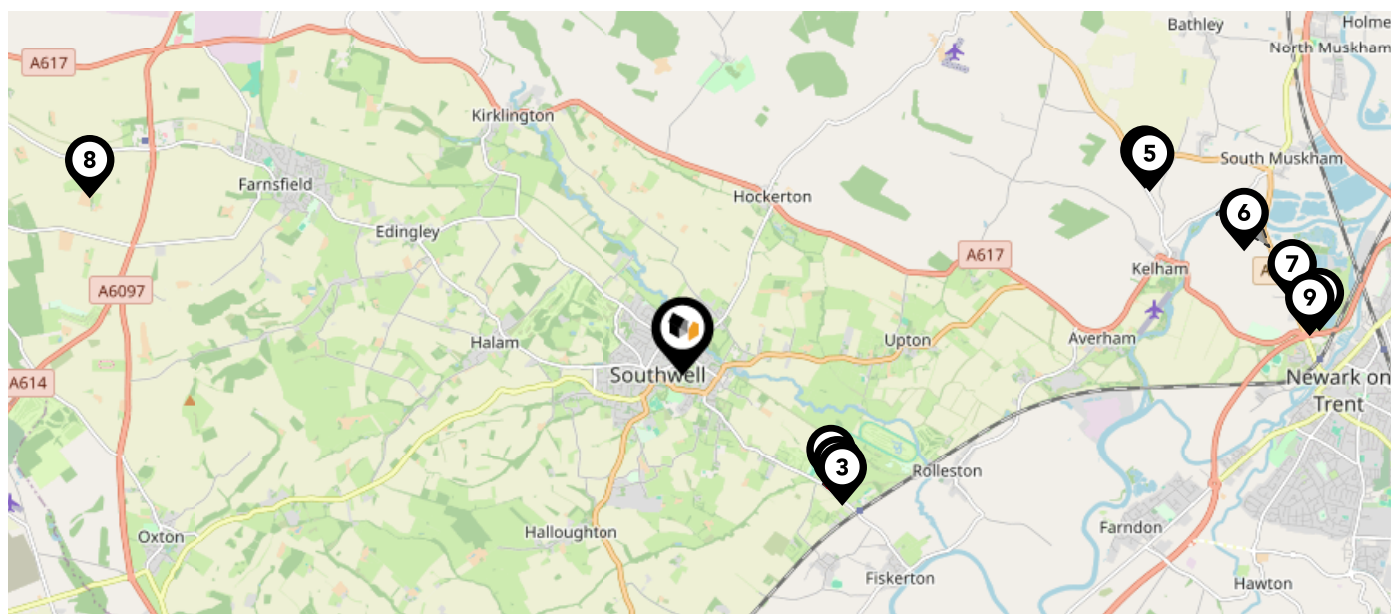 Bathley
Holme
North Muskham
A617
Kirklington
8
5
South Muskham
Farnsfield
Hockerton
6
Edingley
A617
Kelham
7
A
A6097
9
Halam
Upton
Averham
Southwell
A614
Newark on
Trent
3
Rolleston
Oxton
Halloughton
Farndon
Fiskerton
Hawton